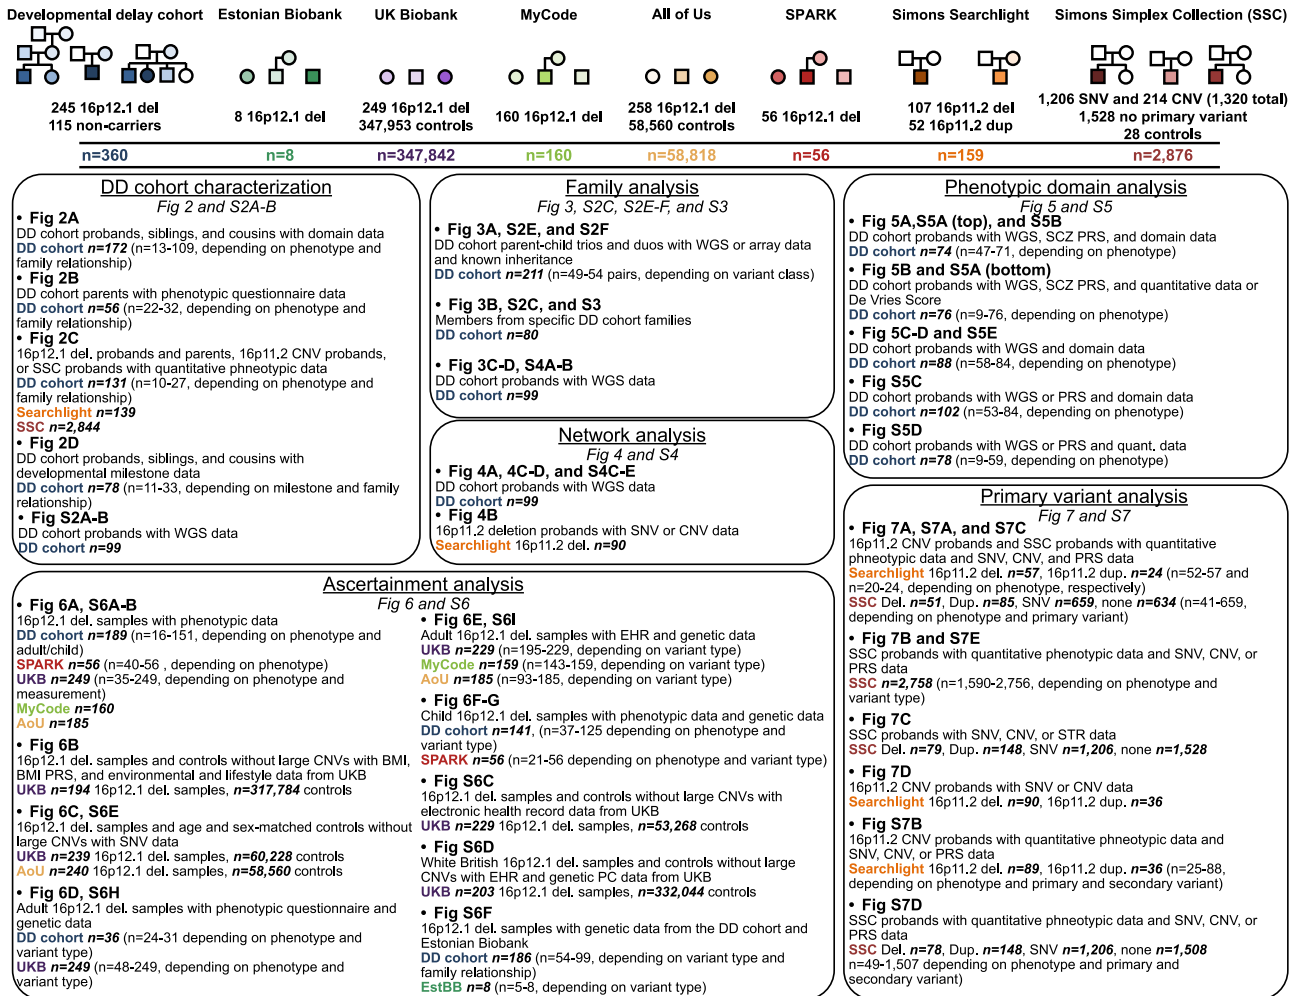 Developmental delay cohort
245 16p12.1 del
115 non-carriers
n=360
Estonian Biobank
8 16p12.1 del
n=8
UK Biobank
249 16p12.1 del
347,953 controls
n=347,842
MyCode
160 16p12.1 del
n=160
All of Us
258 16p12.1 del
58,560 controls
n=58,818
SPARK
56 16p12.1 del
n=56
Simons Searchlight
107 16p11.2 del
52 16p11.2 dup
n=159
Simons Simplex Collection (SSC)
1,206 SNV and 214 CNV (1,320 total)
1,528 no primary variant
28 controls
n=2,876
DD cohort characterization
Fig 2 and S2A-B
• Fig 2A
DD cohort probands, siblings, and cousins with domain data
DD cohort n=172 (n=13-109, depending on phenotype and
family relationship)
• Fig 2B
DD cohort parents with phenotypic questionnaire data
DD cohort n=56 (n=22-32, depending on phenotype and
family relationship)
• Fig 2C
16p12.1 del. probands and parents, 16p11.2 CNV probands,
or SSC probands with quantitative phneotypic data
DD cohort n=131 (n=10-27, depending on phenotype and
family relationship)
Searchlight n=139
SSC n=2,844
• Fig 2D
DD cohort probands, siblings, and cousins with
developmental milestone data
DD cohort n=78 (n=11-33, depending on milestone and family
relationship)
• Fig S2A-B
DD cohort probands with WGS data
DD cohort n=99
Family analysis
Fig 3, S2C, S2E-F, and S3
• Fig 3A, S2E, and S2F
DD cohort parent-child trios and duos with WGS or array data
and known inheritance
DD cohort n=211 (n=49-54 pairs, depending on variant class)
• Fig 3B, S2C, and S3
Members from specific DD cohort families
DD cohort n=80
• Fig 3C-D, S4A-B
DD cohort probands with WGS data
DD cohort n=99
Network analysis
Fig 4 and S4
• Fig 4A, 4C-D, and S4C-E
DD cohort probands with WGS data
DD cohort n=99
• Fig 4B
16p11.2 deletion probands with SNV or CNV data
Searchlight 16p11.2 del. n=90
Phenotypic domain analysis
Fig 5 and S5
• Fig 5A,S5A (top), and S5B
DD cohort probands with WGS, SCZ PRS, and domain data
DD cohort n=74 (n=47-71, depending on phenotype)
• Fig 5B and S5A (bottom)
DD cohort probands with WGS, SCZ PRS, and quantitative data or
De Vries Score
DD cohort n=76 (n=9-76, depending on phenotype)
• Fig 5C-D and S5E
DD cohort probands with WGS and domain data
DD cohort n=88 (n=58-84, depending on phenotype)
• Fig S5C
DD cohort probands with WGS or PRS and domain data
DD cohort n=102 (n=53-84, depending on phenotype)
• Fig S5D
DD cohort probands with WGS or PRS and quant. data
DD cohort n=78 (n=9-59, depending on phenotype)
Ascertainment analysis
Fig 6 and S6
• Fig 6A, S6A-B
16p12.1 del. samples with phenotypic data
DD cohort n=189 (n=16-151, depending on phenotype and
adult/child)
SPARK n=56 (n=40-56 , depending on phenotype)
UKB n=249 (n=35-249, depending on phenotype and
measurement)
MyCode n=160
AoU n=185
• Fig 6B
16p12.1 del. samples and controls without large CNVs with BMI,
BMI PRS, and environmental and lifestyle data from UKB
UKB n=194 16p12.1 del. samples, n=317,784 controls
• Fig 6C, S6E
16p12.1 del. samples and age and sex-matched controls without
large CNVs with SNV data
UKB n=239 16p12.1 del. samples, n=60,228 controls
AoU n=240 16p12.1 del. samples, n=58,560 controls
• Fig 6D, S6H
Adult 16p12.1 del. samples with phenotypic questionnaire and
genetic data
DD cohort n=36 (n=24-31 depending on phenotype and
variant type)
UKB n=249 (n=48-249, depending on phenotype and
variant type)
• Fig 6E, S6I
Adult 16p12.1 del. samples with EHR and genetic data
UKB n=229 (n=195-229, depending on variant type)
MyCode n=159 (n=143-159, depending on variant type)
AoU n=185 (n=93-185, depending on variant type)
• Fig 6F-G
Child 16p12.1 del. samples with phenotypic data and genetic data
DD cohort n=141, (n=37-125 depending on phenotype and
variant type)
SPARK n=56 (n=21-56 depending on phenotype and variant type)
• Fig S6C
16p12.1 del. samples and controls without large CNVs with
electronic health record data from UKB
UKB n=229 16p12.1 del. samples, n=53,268 controls
• Fig S6D
White British 16p12.1 del. samples and controls without large
CNVs with EHR and genetic PC data from UKB
UKB n=203 16p12.1 del. samples, n=332,044 controls
• Fig S6F
16p12.1 del. samples with genetic data from the DD cohort and
Estonian Biobank
DD cohort n=186 (n=54-99, depending on variant type and
family relationship)
EstBB n=8 (n=5-8, depending on variant type)
Primary variant analysis
Fig 7 and S7
• Fig 7A, S7A, and S7C
16p11.2 CNV probands and SSC probands with quantitative
phneotypic data and SNV, CNV, and PRS data
Searchlight 16p11.2 del. n=57, 16p11.2 dup. n=24 (n=52-57 and
n=20-24, depending on phenotype, respectively)
SSC Del. n=51, Dup. n=85, SNV n=659, none n=634 (n=41-659,
depending on phenotype and primary variant)
• Fig 7B and S7E
SSC probands with quantitative phenotypic data and SNV, CNV, or
PRS data
SSC n=2,758 (n=1,590-2,756, depending on phenotype and
variant type)
• Fig 7C
SSC probands with SNV, CNV, or STR data
SSC Del. n=79, Dup. n=148, SNV n=1,206, none n=1,528
• Fig 7D
16p11.2 CNV probands with SNV or CNV data
Searchlight 16p11.2 del. n=90, 16p11.2 dup. n=36
• Fig S7B
16p11.2 CNV probands with quantitative phenotypic data and
SNV, CNV, or PRS data
Searchlight 16p11.2 del. n=89, 16p11.2 dup. n=36 (n=25-88,
depending on phenotype and primary and secondary variant)
• Fig S7D
SSC probands with quantitative phneotypic data and SNV, CNV, or
PRS data
SSC Del. n=78, Dup. n=148, SNV n=1,206, none n=1,508
n=49-1,507 depending on phenotype and primary and
secondary variant)